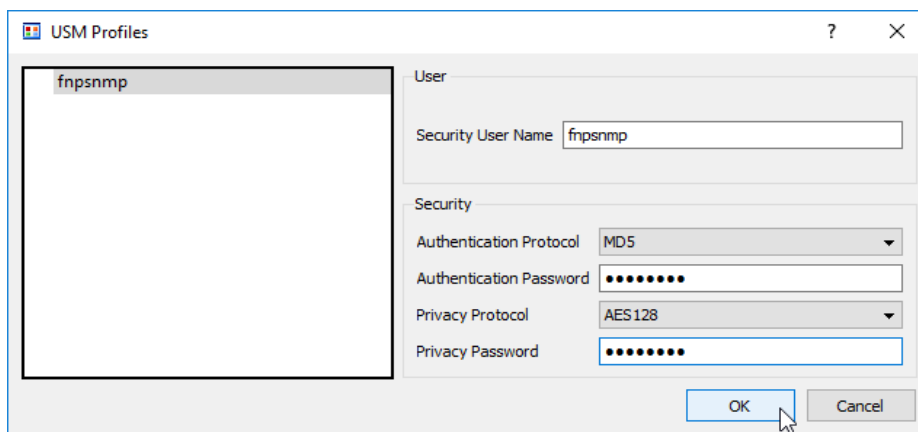 USM Profiles
?
fnpsnmp
User
Security User Name fnpsnmp
Security
Authentication Protocol MD5
Authentication Password ●●●●●●●●
Privacy Protocol AES128
Privacy Password ●●●●●●●●
OK Cancel